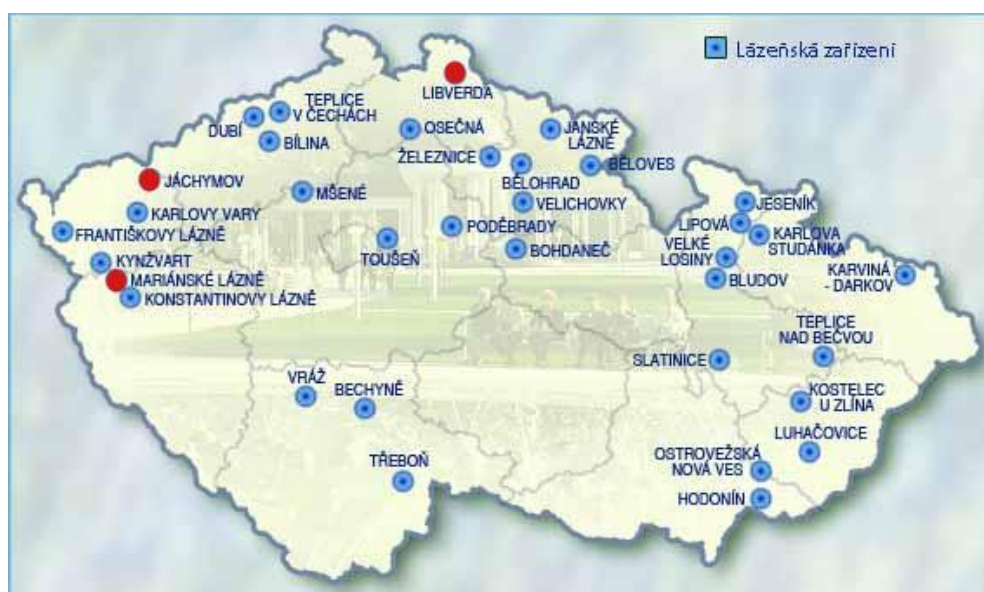 Lázeňská zařízení
LIBVERDA
TEPLICE
V ČECHÁCH
DUBÍ
BÍLINA
OSEČNÁ
JANSKÉ
LÁZNĚ
ŽELEZNICE
BĚLOVES
BĚLOHRAD
JÁCHYMOV
MŠENÉ
VELICHOVKY
JESENÍK
KARLOVY VARY
PODĚBRADY
LIPOVÁ
KARLOVA
STUDÁNKA
FRANTIŠKOVY LÁZNĚ
TOUŠEŇ
BOHDANEČ
VELKÉ
LOSINY
KYNŽVART
MARIÁNSKÉ LÁZNĚ
BLUDOV
KARVINÁ
- DARKOV
KONSTANTINOVY LÁZNĚ
TEPLICE
NAD BEČVOU
SLATINICE
VRÁŽ
BECHYNĚ
KOSTELEC
U ZLÍNA
LUHAČOVICE
TŘEBOŇ
OSTROVEŽSKÁ
NOVÁ VES
HODONÍN